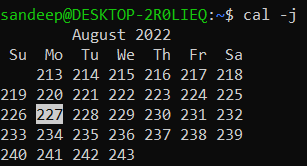 sandeep@DESKTOP-2R0LIEQ:~$ cal -j
August 2022
Su Mo Tu We Th Fr Sa
213 214 215 216 217 218
219 220 221 222 223 224 225
226 227 228 229 230 231 232
233 234 235 236 237 238 239
240 241 242 243